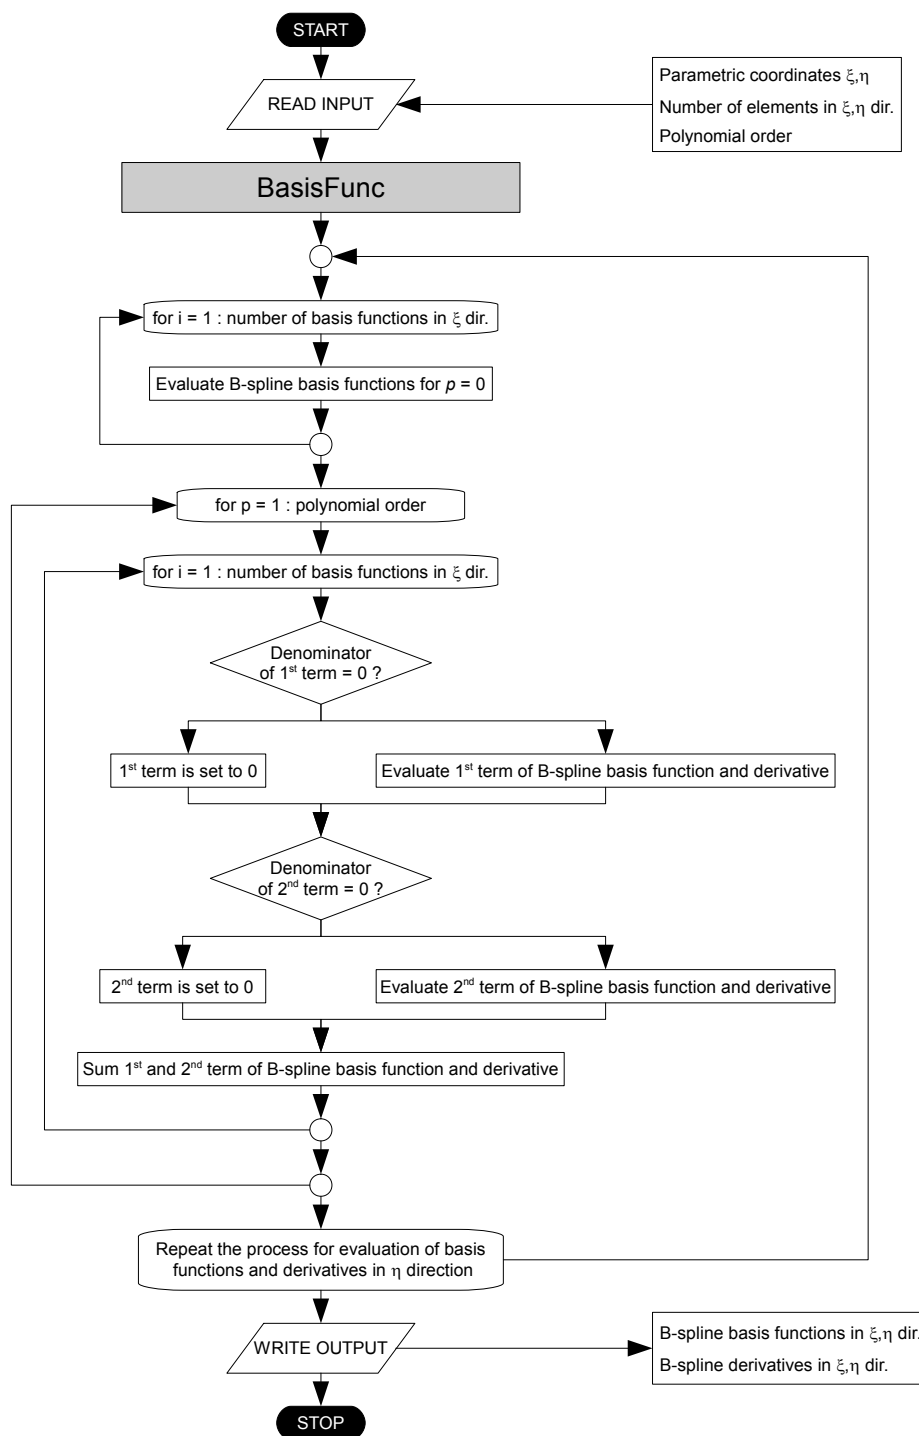 START
READ INPUT
Parametric coordinates ξ,η
Number of elements in ξ,η dir.
Polynomial order
BasisFunc
for i = 1 : number of basis functions in ξ dir.
Evaluate B-spline basis functions for p = 0
for p = 1 : polynomial order
for i = 1 : number of basis functions in ξ dir.
Denominator
of 1st term = 0 ?
1st term is set to 0
Evaluate 1st term of B-spline basis function and derivative
Denominator
of 2nd term = 0 ?
2nd term is set to 0
Evaluate 2nd term of B-spline basis function and derivative
Sum 1st and 2nd term of B-spline basis function and derivative
Repeat the process for evaluation of basis
functions and derivatives in η direction
WRITE OUTPUT
B-spline basis functions in ξ,η dir.
B-spline derivatives in ξ,η dir.
STOP